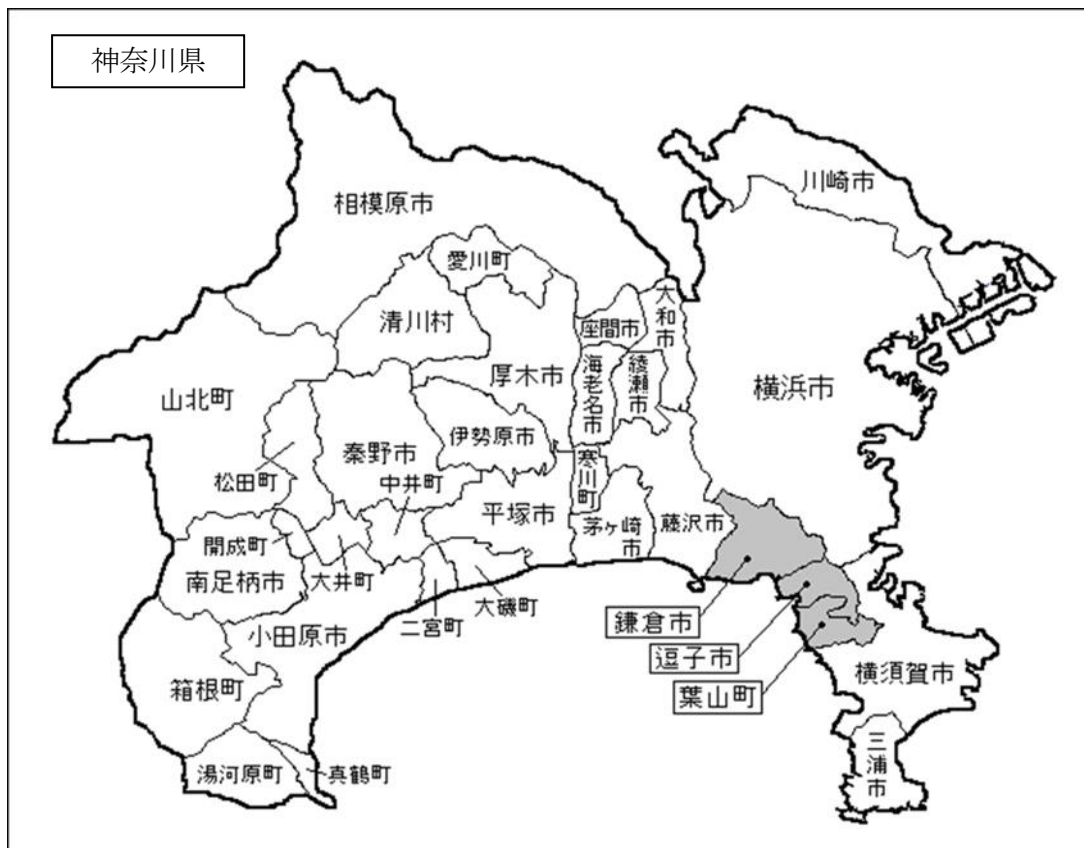 神奈川県
川崎市
相模原市
愛川町
大和市
清川村
座間市
厚木市
海老名市
綾瀬市
横浜市
山北町
伊勢原市
秦野市
松田町
中井町
寒川町
平塚市
茅ヶ崎市
藤沢市
開成町
南足柄市
大井町
大磯町
二宮町
鎌倉市
小田原市
逗子市
箱根町
葉山町
横須賀市
三浦市
湯河原町
真鶴町